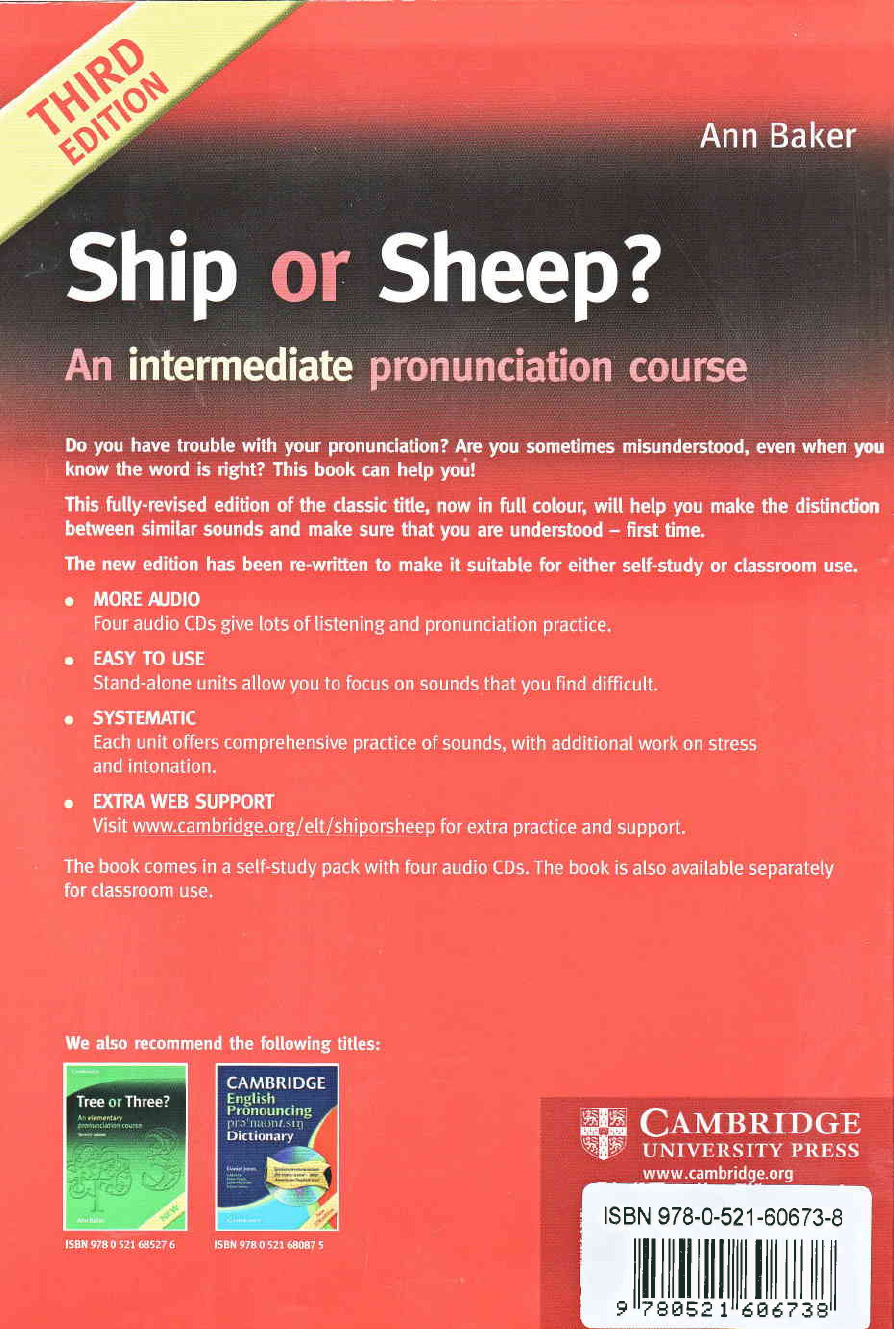 THIRD
EDITION
Ann Baker
Ship or Sheep?
An intermediate pronunciation course
Do you have trouble with your pronunciation? Are you sometimes misunderstood, even when you
know the word is right? This book can help you!
This fully-revised edition of the classic title, now in full colour, will help you make the distinction
between similar sounds and make sure that you are understood – first time.
The new edition has been re-written to make it suitable for either self-study or classroom use.
• MORE AUDIO
Four audio CDs give lots of listening and pronunciation practice.
• EASY TO USE
Stand-alone units allow you to focus on sounds that you find difficult.
• SYSTEMATIC
Each unit offers comprehensive practice of sounds, with additional work on stress
and intonation.
• EXTRA WEB SUPPORT
Visit www.cambridge.org/elt/shiporsheep for extra practice and support.
The book comes in a self-study pack with four audio CDs. The book is also available separately
for classroom use.
We also recommend the following titles:
Tree or Three?
An elementary
pronunciation course
Ann Baker
NEW
ISBN 978 0 521 68527 6
CAMBRIDGE
English
Pronouncing
Dictionary
Daniel Jones
ISBN 978 0 521 68087 5
CAMBRIDGE
UNIVERSITY PRESS
www.cambridge.org
ISBN 978-0-521-60673-8
9 780521 606738